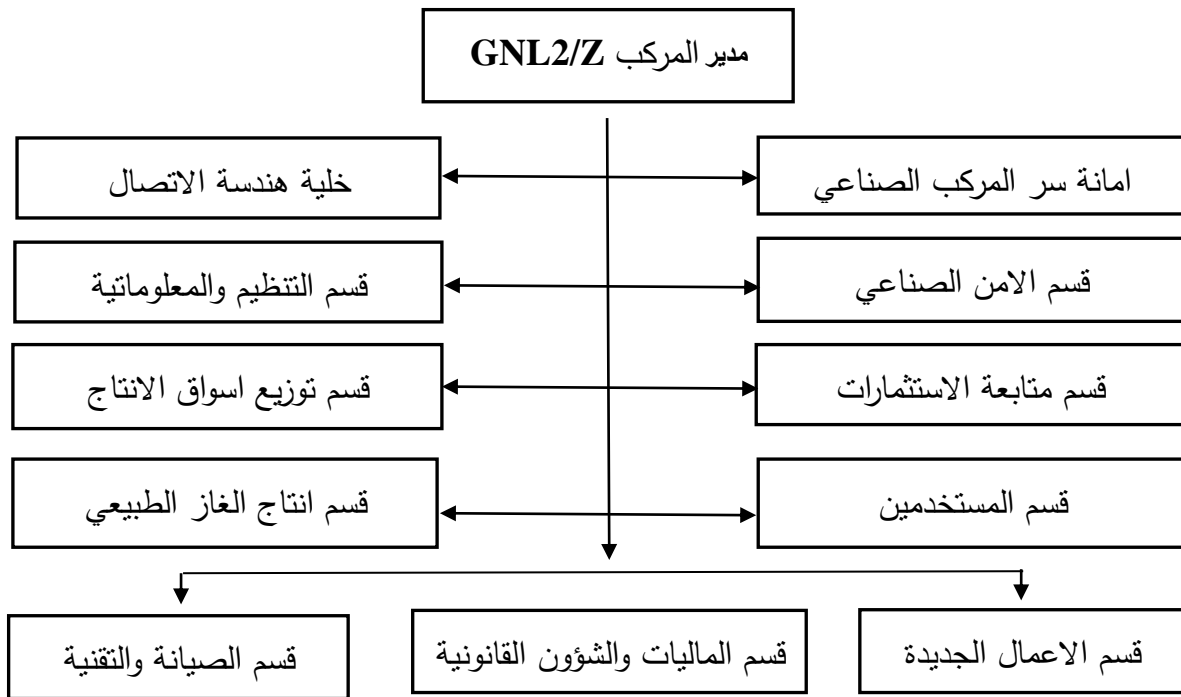 مدير المركب GNL2/Z
امانة سر المركب الصناعي
خلية هندسة الاتصال
قسم الامن الصناعي
قسم التنظيم والمعلوماتية
قسم متابعة الاستثمارات
قسم توزيع اسواق الانتاج
قسم المستخدمين
قسم انتاج الغاز الطبيعي
قسم الاعمال الجديدة
قسم الماليات والشؤون القانونية
قسم الصيانة والتقنية